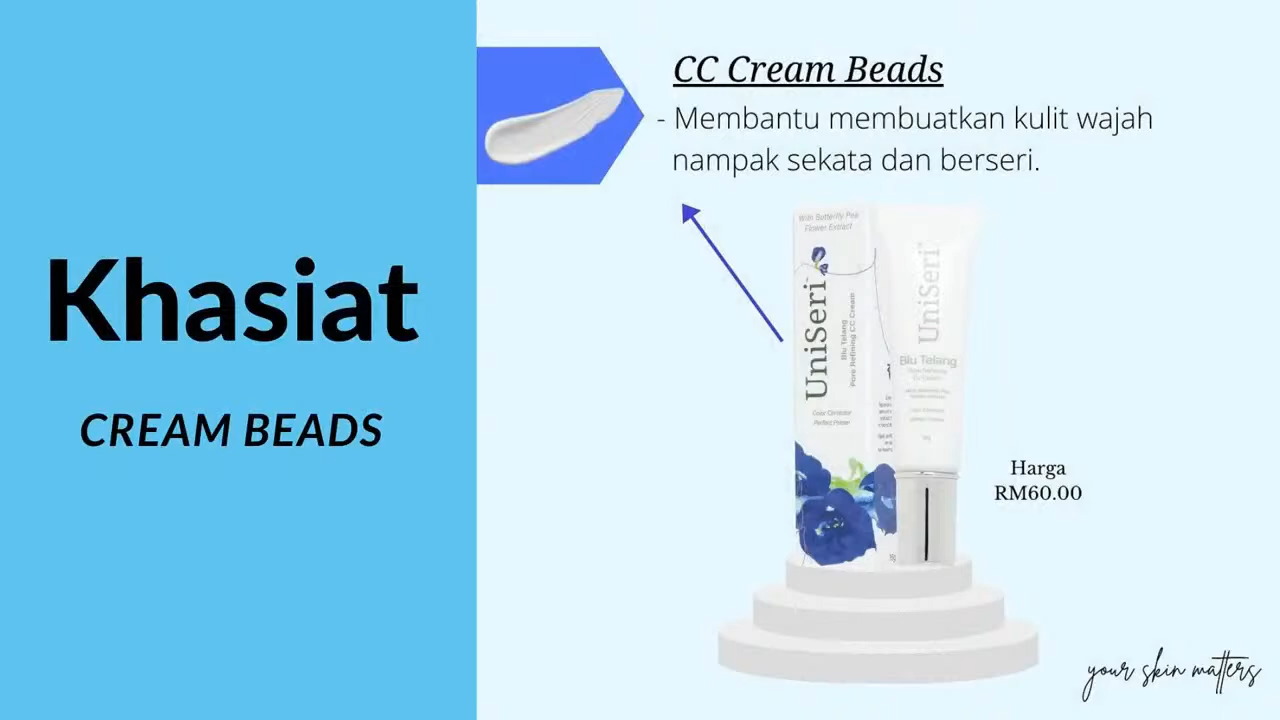 Khasiat
CREAM BEADS
CC Cream Beads
- Membantu membuatkan kulit wajah
nampak sekata dan berseri.
With Butterfly Pea
Flower Extract
UniSeri
Blu Telang
Pore Refining CC Cream
Color Corrector
Perfect Primer
UniSeri
Blu Telang
Harga
RM60.00
your skin matters